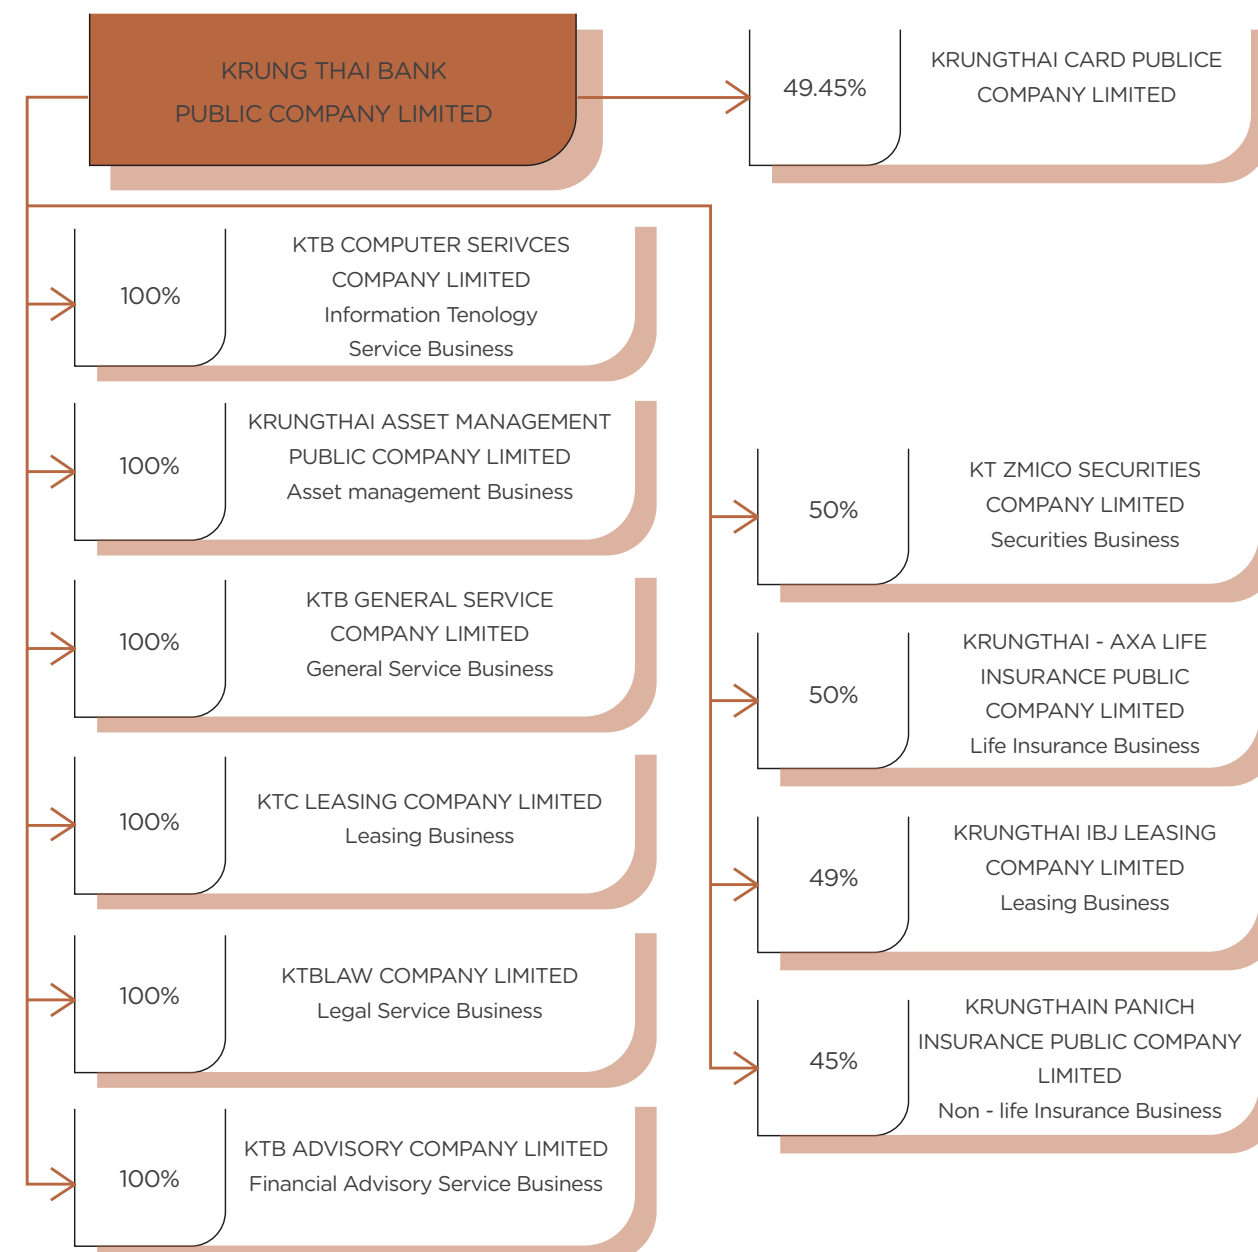 KRUNG THAI BANK
PUBLIC COMPANY LIMITED
49.45%
KRUNGTHAI CARD PUBLICE
COMPANY LIMITED
100%
KTB COMPUTER SERIVCES
COMPANY LIMITED
Information Tenology
Service Business
100%
KRUNGTHAI ASSET MANAGEMENT
PUBLIC COMPANY LIMITED
Asset management Business
100%
KTB GENERAL SERVICE
COMPANY LIMITED
General Service Business
100%
KTC LEASING COMPANY LIMITED
Leasing Business
100%
KTBLAW COMPANY LIMITED
Legal Service Business
100%
KTB ADVISORY COMPANY LIMITED
Financial Advisory Service Business
50%
KT ZMICO SECURITIES
COMPANY LIMITED
Securities Business
50%
KRUNGTHAI - AXA LIFE
INSURANCE PUBLIC
COMPANY LIMITED
Life Insurance Business
49%
KRUNGTHAI IBJ LEASING
COMPANY LIMITED
Leasing Business
45%
KRUNGTHAIN PANICH
INSURANCE PUBLIC COMPANY
LIMITED
Non - life Insurance Business